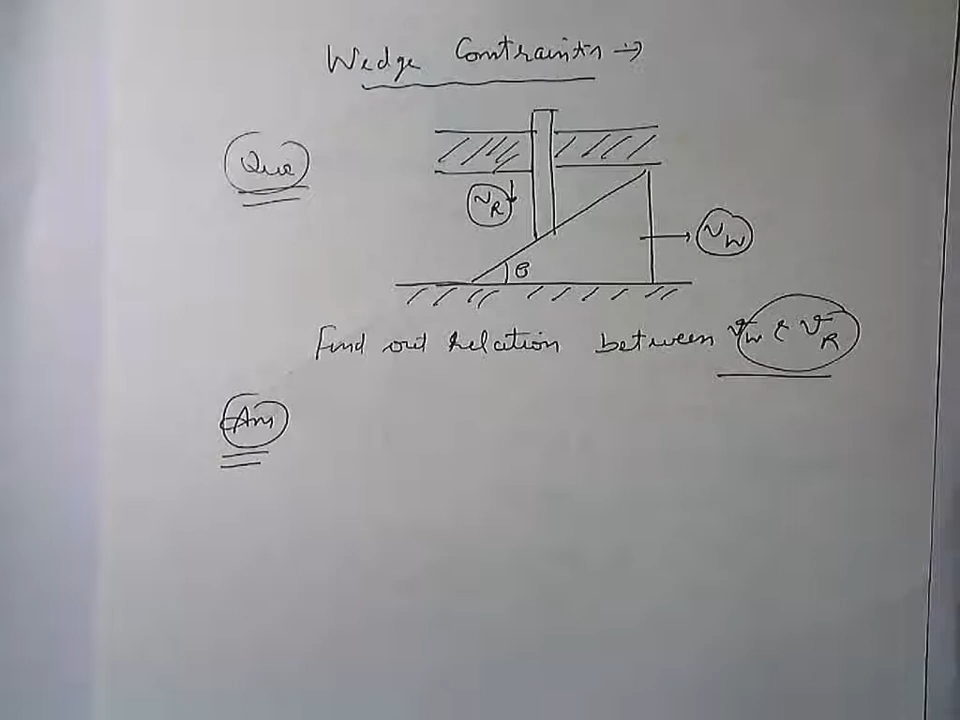 Wedge Contraints →
Que
v_R
v_W
θ
Find out relation between v_W & v_R
Ans